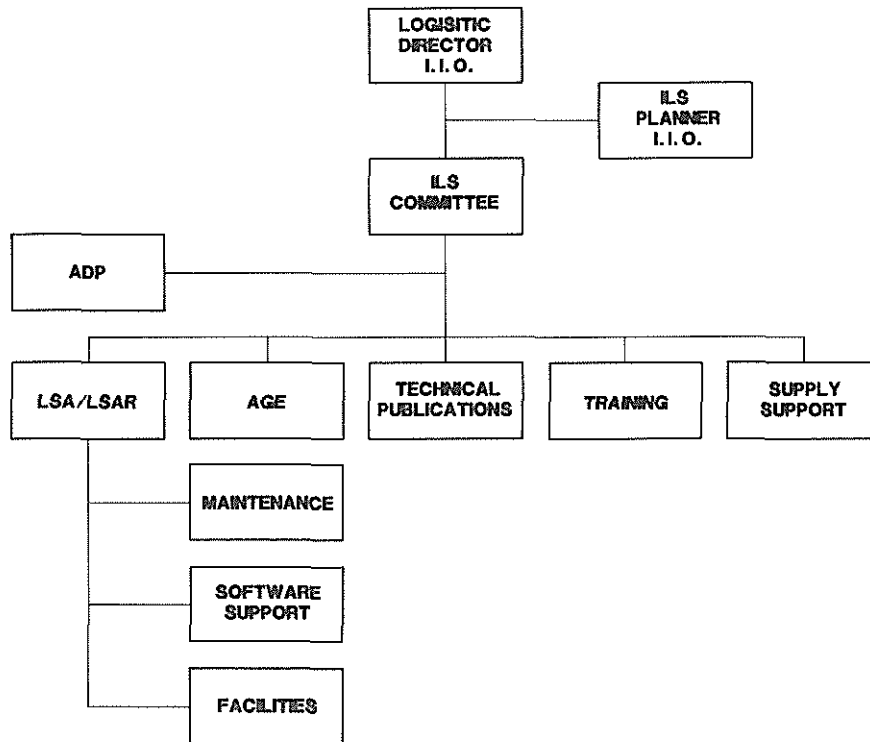 LOGISITIC
DIRECTOR
I.I.O.
ILS
PLANNER
I.I.O.
ILS
COMMITTEE
ADP
LSA/LSAR
AGE
TECHNICAL
PUBLICATIONS
TRAINING
SUPPLY
SUPPORT
MAINTENANCE
SOFTWARE
SUPPORT
FACILITIES